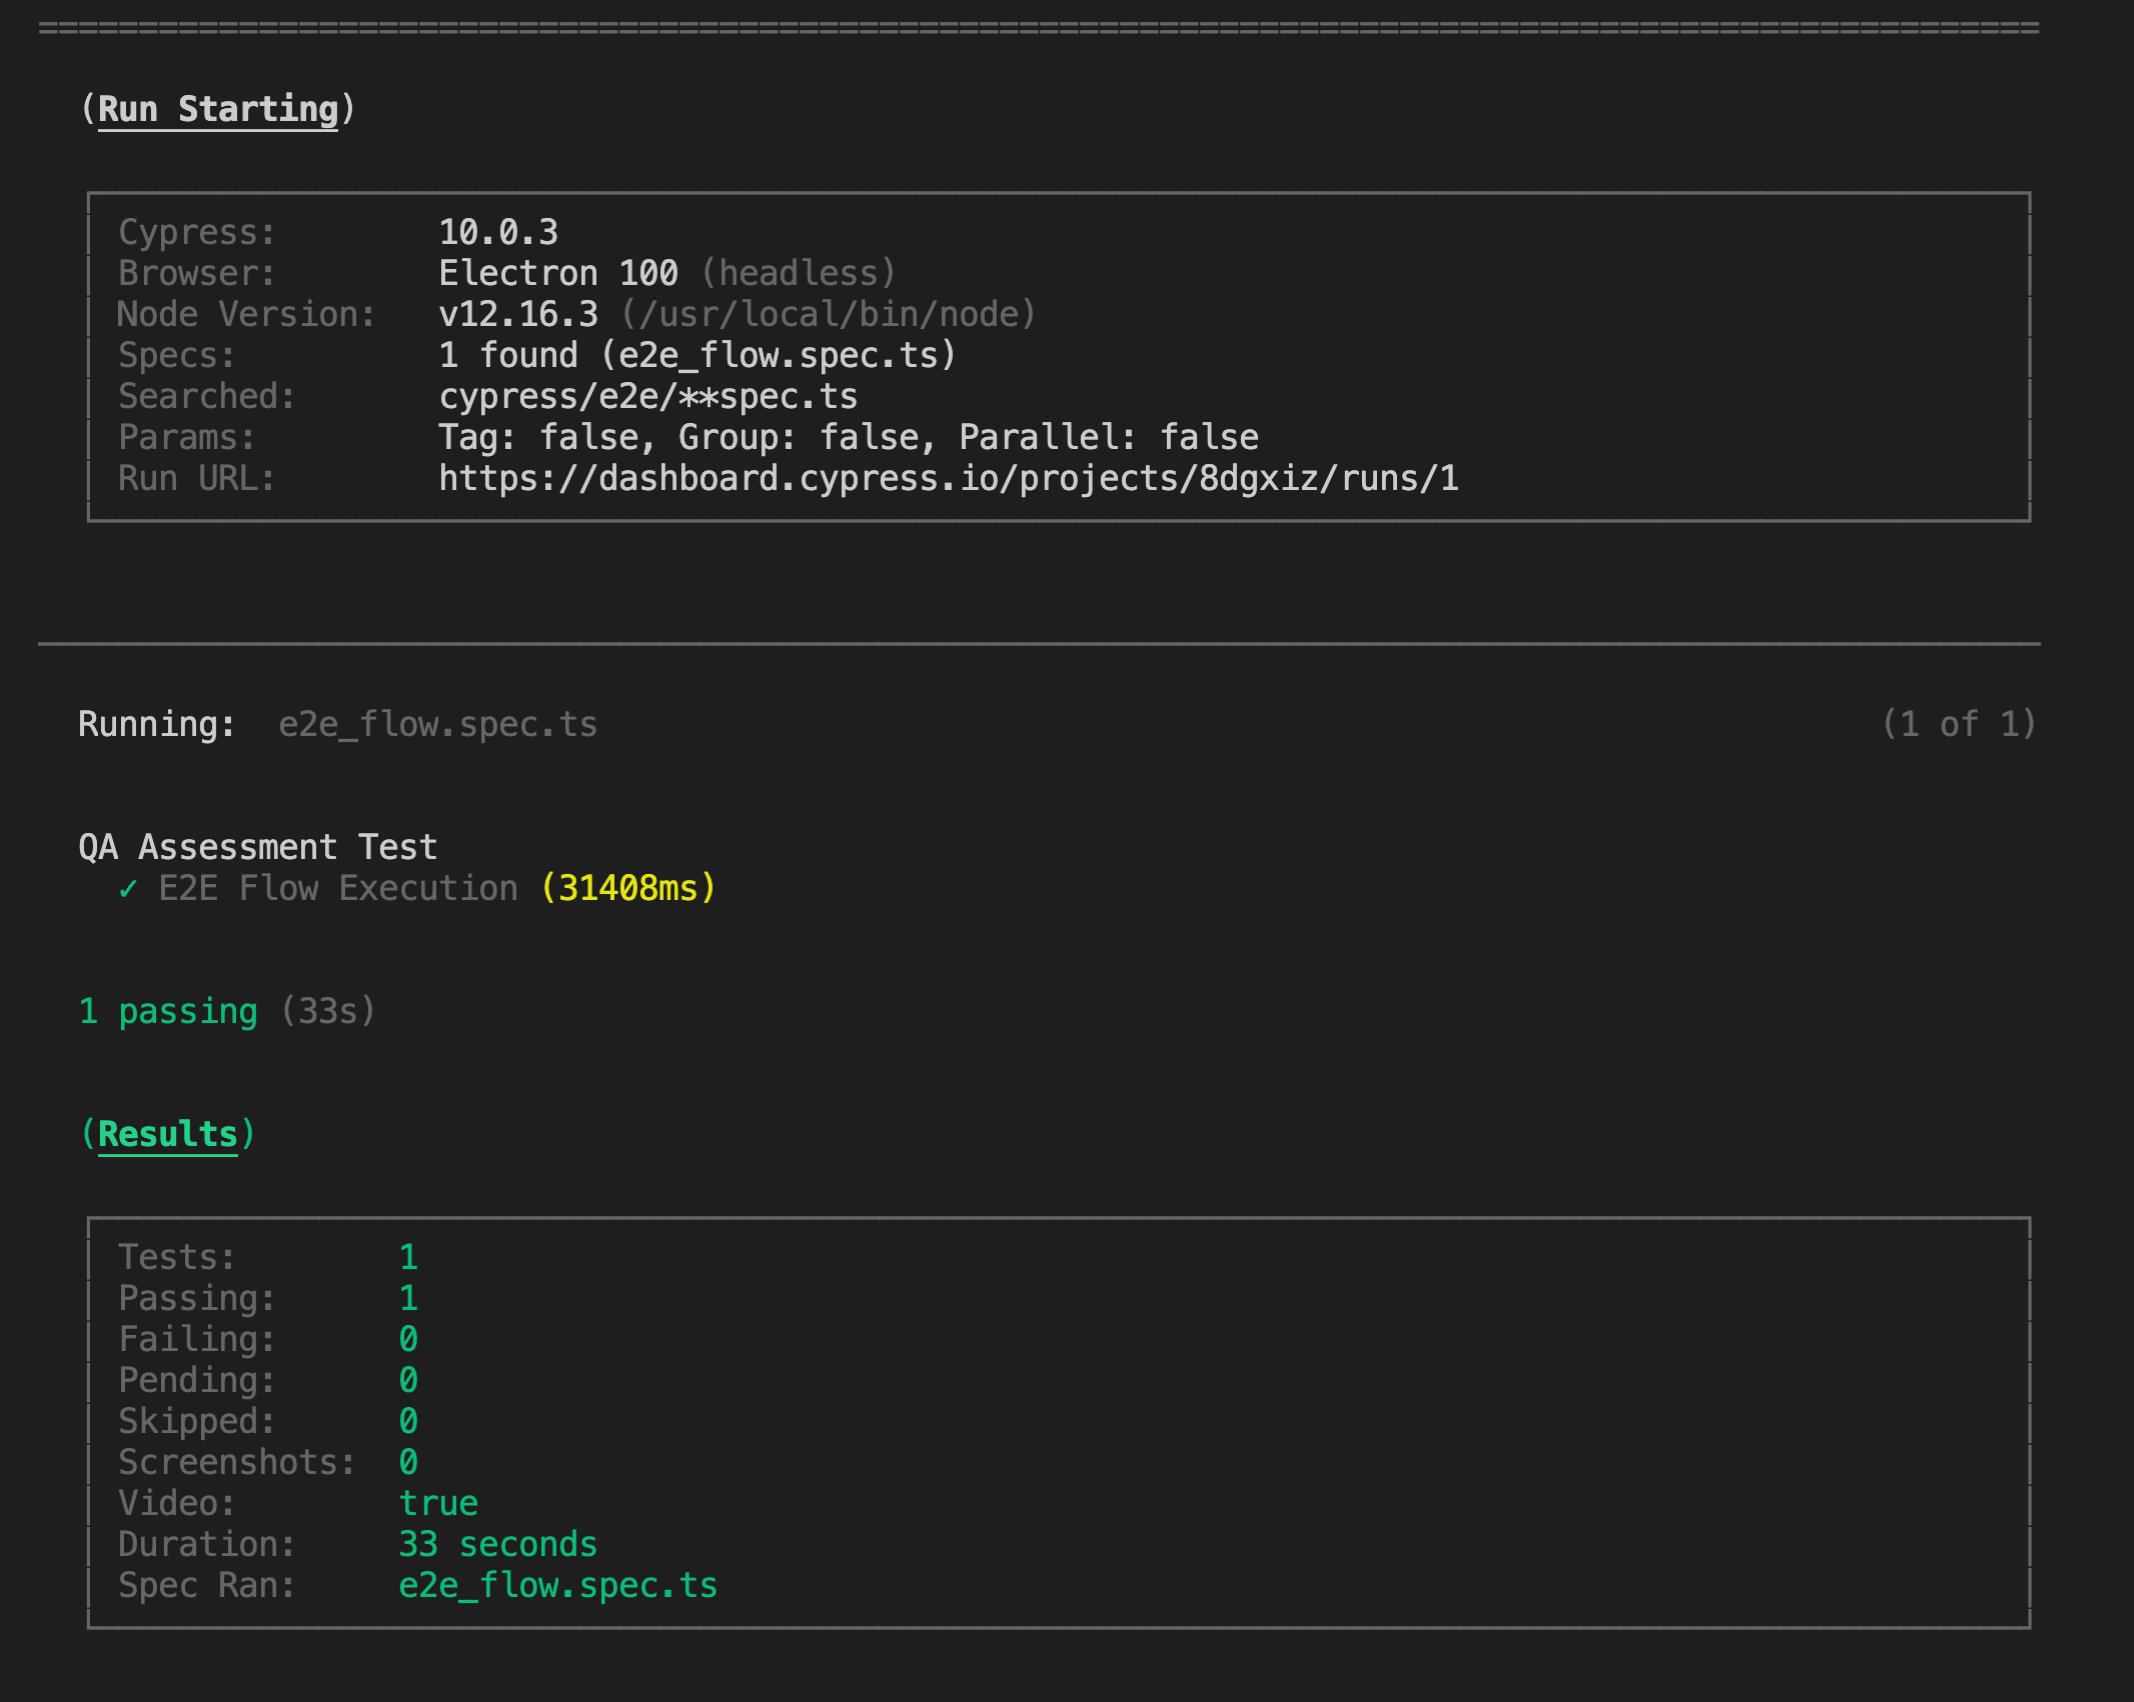 ====================================================================================================
(Run Starting)
Cypress: 10.0.3
Browser: Electron 100 (headless)
Node Version: v12.16.3 (/usr/local/bin/node)
Specs: 1 found (e2e_flow.spec.ts)
Searched: cypress/e2e/**spec.ts
Params: Tag: false, Group: false, Parallel: false
Run URL: https://dashboard.cypress.io/projects/8dgxiz/runs/1
Running: e2e_flow.spec.ts (1 of 1)
QA Assessment Test
✓ E2E Flow Execution (31408ms)
1 passing (33s)
(Results)
Tests: 1
Passing: 1
Failing: 0
Pending: 0
Skipped: 0
Screenshots: 0
Video: true
Duration: 33 seconds
Spec Ran: e2e_flow.spec.ts